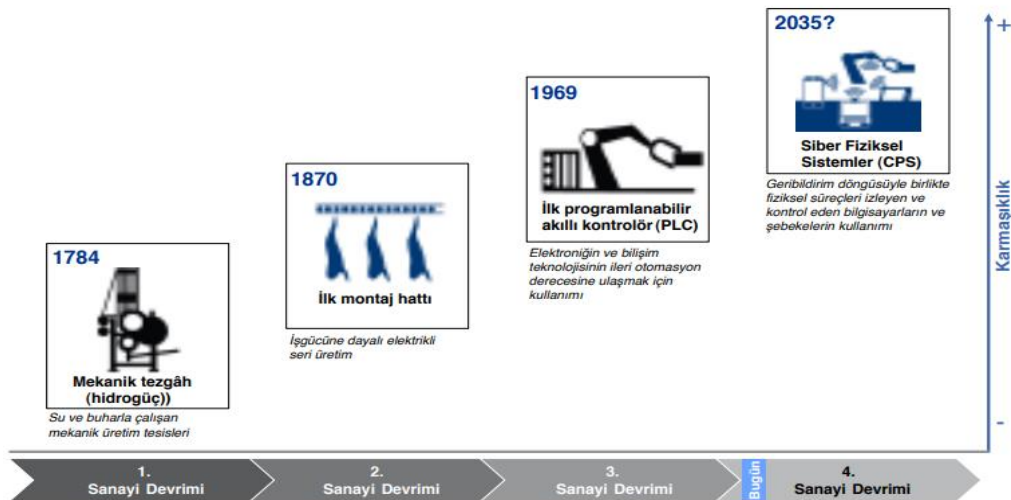 2035?
Siber Fiziksel
Sistemler (CPS)
Geribildirim döngüsüyle birlikte
fiziksel süreçleri izleyen ve
kontrol eden bilgisayarların ve
şebekelerin kullanımı
1969
İlk programlanabilir
akıllı kontrolör (PLC)
Elektroniğin ve bilişim
teknolojisinin ileri otomasyon
derecesine ulaşmak için
kullanımı
1870
İlk montaj hattı
İşgücüne dayalı elektrikli
seri üretim
1784
Mekanik tezgâh
(hidrogüç))
Su ve buharla çalışan
mekanik üretim tesisleri
+
Karmaşıklık
-
1.
Sanayi Devrimi
2.
Sanayi Devrimi
3.
Sanayi Devrimi
Bugün
4.
Sanayi Devrimi